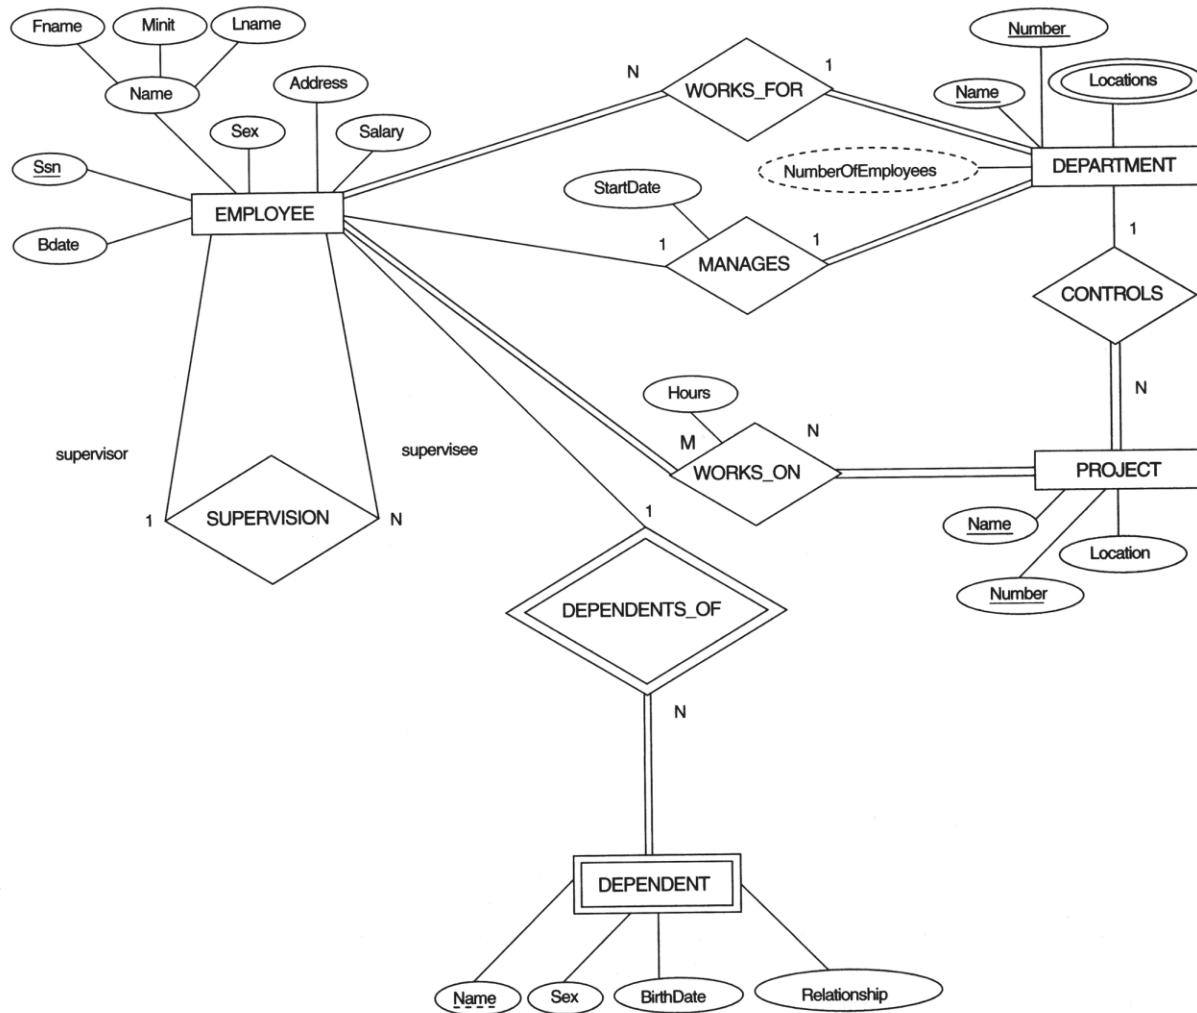 Fname
Minit
Lname
Name
Address
Sex
Salary
Ssn
Bdate
EMPLOYEE
N
WORKS_FOR
1
Number
Name
Locations
NumberOfEmployees
DEPARTMENT
StartDate
1
MANAGES
1
1
CONTROLS
N
supervisor
supervisee
1
SUPERVISION
N
Hours
M
WORKS_ON
N
PROJECT
Name
Number
Location
1
DEPENDENTS_OF
N
DEPENDENT
Name
Sex
BirthDate
Relationship